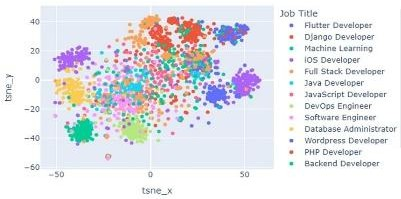 Job Title
Flutter Developer
Django Developer
Machine Learning
iOS Developer
Full Stack Developer
Java Developer
JavaScript Developer
DevOps Engineer
Software Engineer
Database Administrator
Wordpress Developer
PHP Developer
Backend Developer
tsne_y
40
20
0
−20
−40
−60
−50
0
50
tsne_x